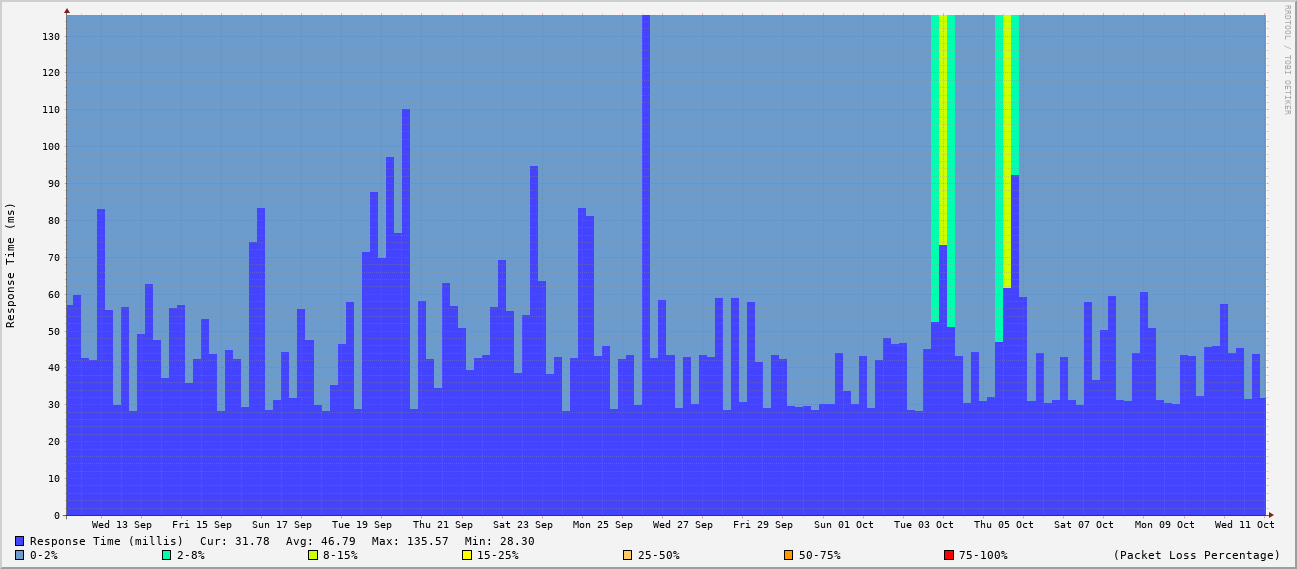 RRDTOOL / TOBI OETIKER
Response Time (ms)
130
120
110
100
90
80
70
60
50
40
30
20
10
0
Wed 13 Sep Fri 15 Sep Sun 17 Sep Tue 19 Sep Thu 21 Sep Sat 23 Sep Mon 25 Sep Wed 27 Sep Fri 29 Sep Sun 01 Oct Tue 03 Oct Thu 05 Oct Sat 07 Oct Mon 09 Oct Wed 11 Oct
Response Time (millis) Cur: 31.78 Avg: 46.79 Max: 135.57 Min: 28.30
0-2% 2-8% 8-15% 15-25% 25-50% 50-75% 75-100% (Packet Loss Percentage)